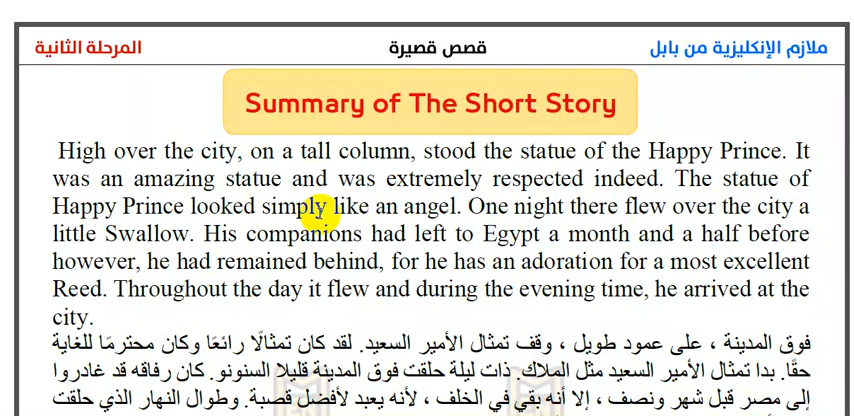 ملازم الإنكليزية من بابل قصص قصيرة المرحلة الثانية
Summary of The Short Story
High over the city, on a tall column, stood the statue of the Happy Prince. It
was an amazing statue and was extremely respected indeed. The statue of
Happy Prince looked simply like an angel. One night there flew over the city a
little Swallow. His companions had left to Egypt a month and a half before
however, he had remained behind, for he has an adoration for a most excellent
Reed. Throughout the day it flew and during the evening time, he arrived at the
city.
فوق المدينة ، على عمود طويل ، وقف تمثال الأمير السعيد. لقد كان تمثالًا رائعًا وكان محترمًا للغاية
حقًا. بدا تمثال الأمير السعيد مثل الملاك. ذات ليلة حلقت فوق المدينة قليلا السنونو. كان رفاقه قد غادروا
إلى مصر قبل شهر ونصف ، إلا أنه بقي في الخلف ، لأنه يعبد لأفضل قصبة. وطوال النهار الذي حلقت